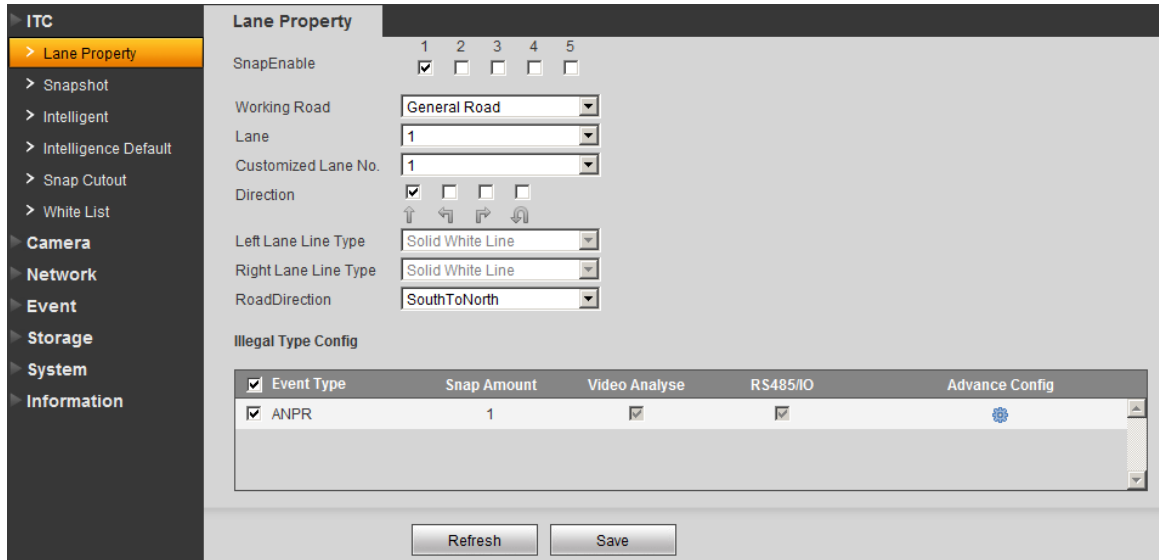 ITC
Lane Property
Snapshot
Intelligent
Intelligence Default
Snap Cutout
White List
Camera
Network
Event
Storage
System
Information
Lane Property
1 2 3 4 5
SnapEnable
Working Road General Road
Lane 1
Customized Lane No. 1
Direction
Left Lane Line Type Solid White Line
Right Lane Line Type Solid White Line
RoadDirection SouthToNorth
Illegal Type Config
Event Type Snap Amount Video Analyse RS485/IO Advance Config
ANPR 1
Refresh Save